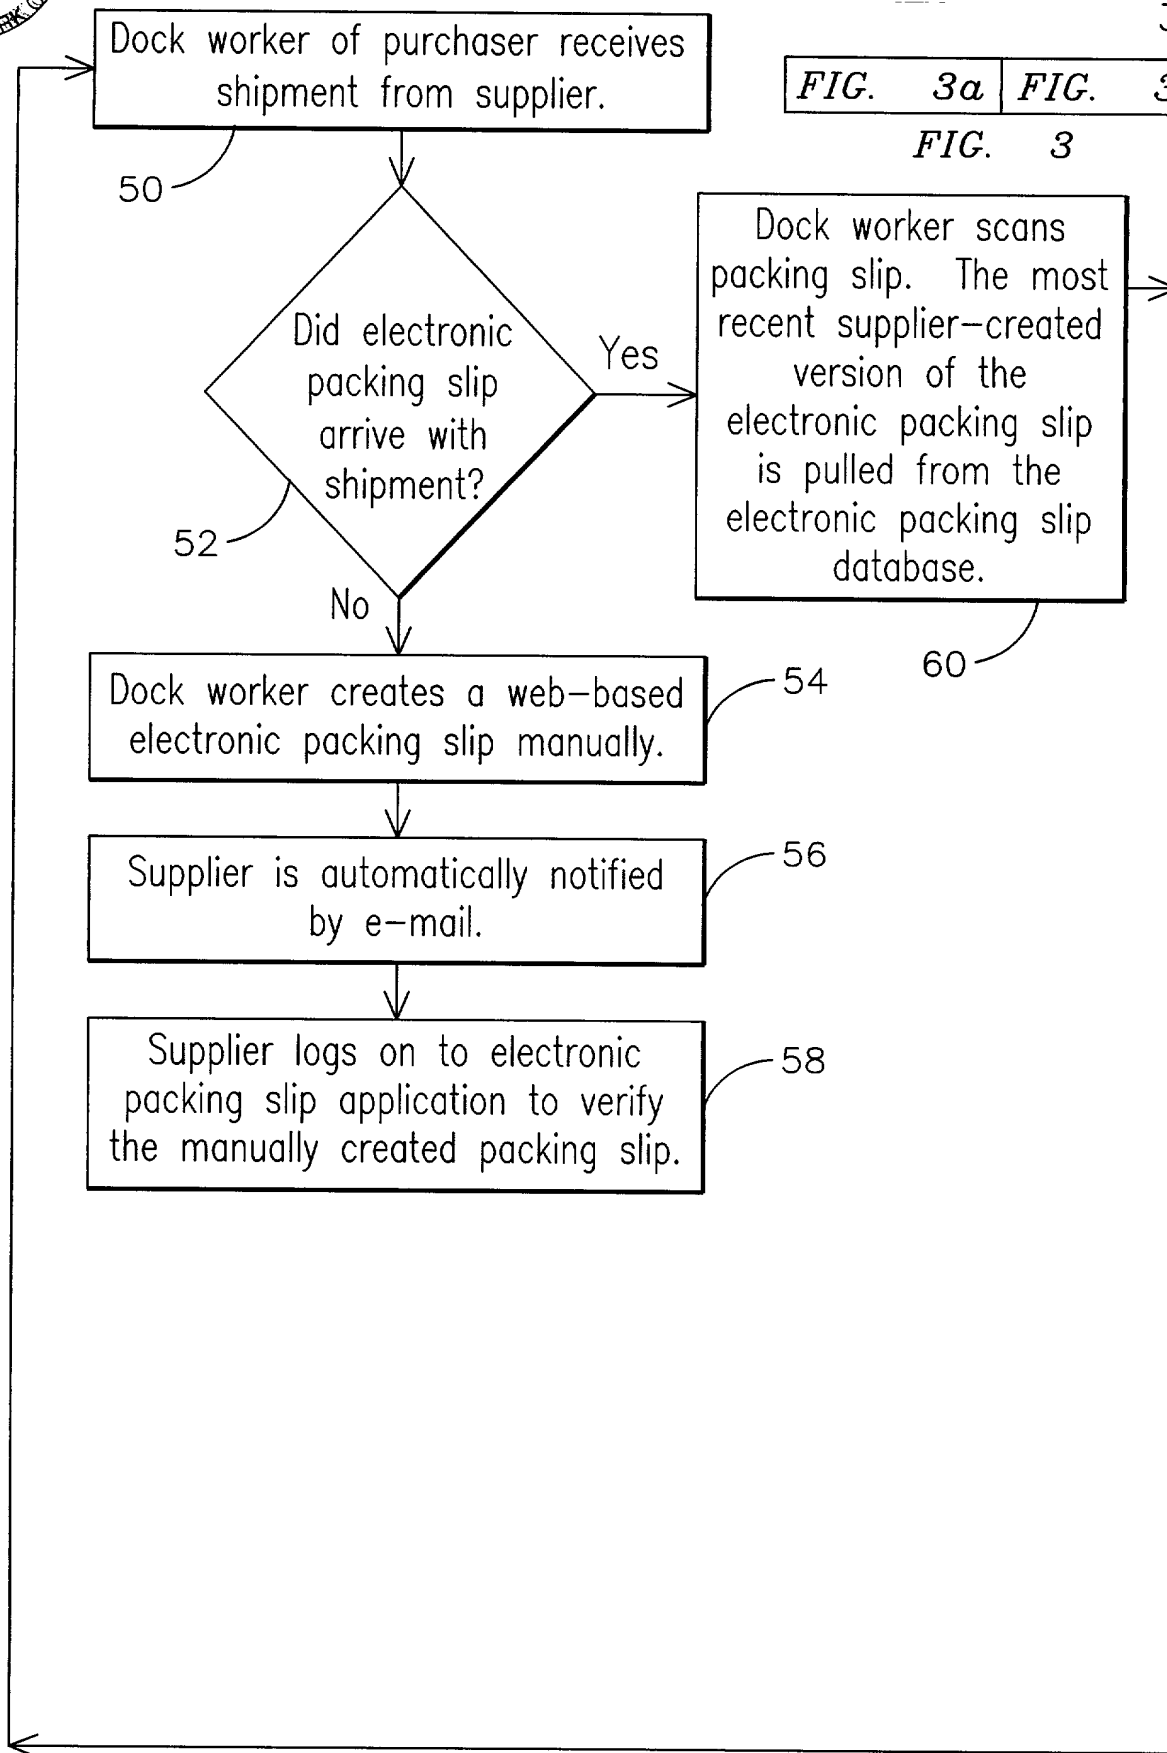 Dock worker of purchaser receives
shipment from supplier.
FIG. 3a FIG.
FIG. 3
50
Did electronic
packing slip
arrive with
shipment?
Yes
52
No
Dock worker scans
packing slip. The most
recent supplier-created
version of the
electronic packing slip
is pulled from the
electronic packing slip
database.
60
Dock worker creates a web-based
electronic packing slip manually.
54
Supplier is automatically notified
by e-mail.
56
Supplier logs on to electronic
packing slip application to verify
the manually created packing slip.
58